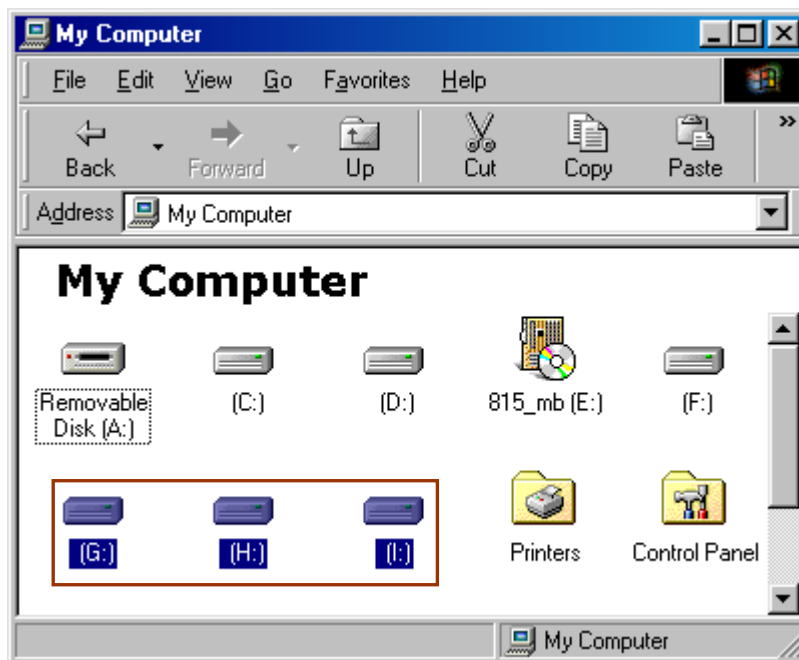 My Computer
File Edit View Go Favorites Help
Back Forward Up Cut Copy Paste »
Address My Computer
My Computer
Removable Disk (A:) (C:) (D:) 815_mb (E:) (F:)
(G:) (H:) (I:) Printers Control Panel
My Computer